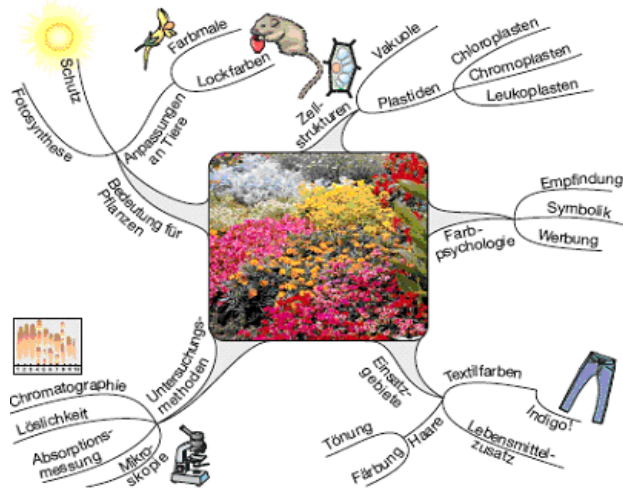 Schutz
Fotosynthese
Farbmale
Lockfarben
Anpassungen
an Tiere
Bedeutung für
Pflanzen
Zell-
strukturen
Vakuole
Plastiden
Chloroplasten
Chromoplasten
Leukoplasten
Farb-
psychologie
Empfindung
Symbolik
Werbung
Untersuchungs-
methoden
Chromatographie
Löslichkeit
Absorptions-
messung
Mikro-
skopie
Einsatz-
gebiete
Textilfarben
Indigo!
Lebensmittel-
zusatz
Haare
Tönung
Färbung